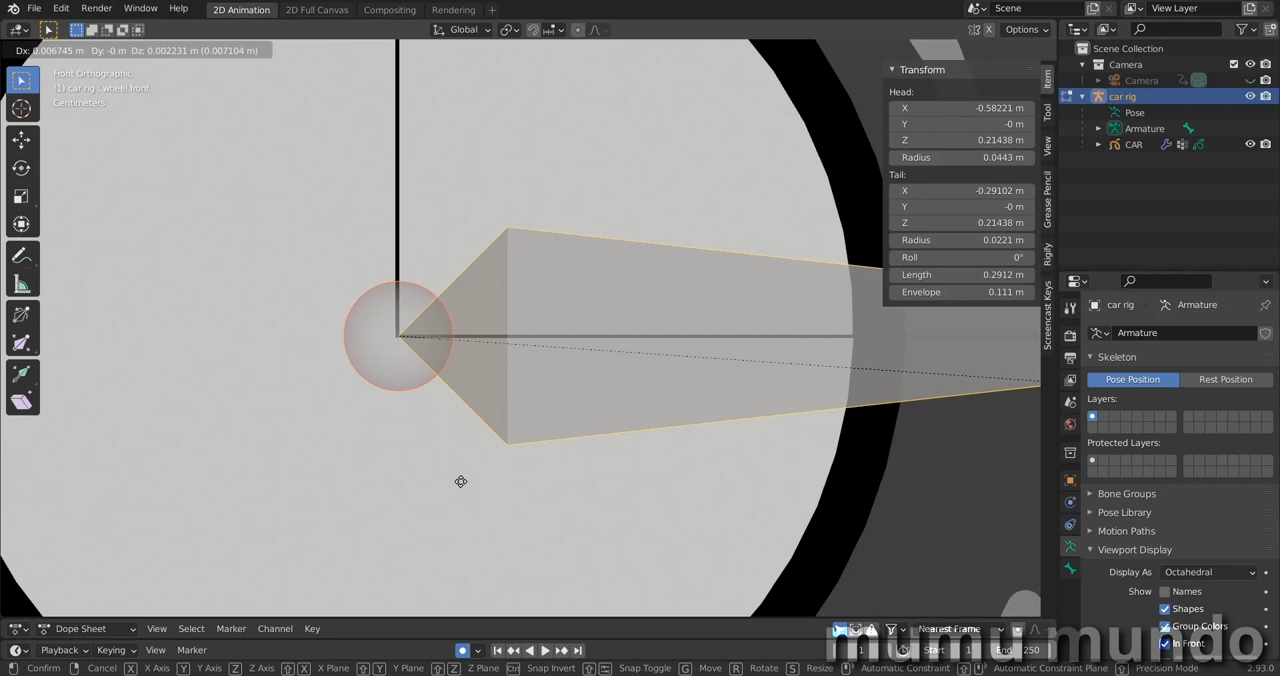 File Edit Render Window Help 2D Animation 2D Full Canvas Compositing Rendering + Scene View Layer
Global Options
Dx: 0.006745 m Dy: -0 m Dz: 0.002231 m (0.007104 m)
Front Orthographic
(1) car rig : wheel.front
Centimeters
Transform
Head:
X -0.58221 m
Y -0 m
Z 0.21438 m
Radius 0.0443 m
Tail:
X -0.29102 m
Y -0 m
Z 0.21438 m
Radius 0.0221 m
Roll 0°
Length 0.2912 m
Envelope 0.111 m
Item
Tool
View
Grease Pencil
Rigify
Screencast Keys
Scene Collection
Camera
Camera
car rig
Pose
Armature
CAR
car rig Armature
Armature
Skeleton
Pose Position Rest Position
Layers:
Protected Layers:
Bone Groups
Pose Library
Motion Paths
Viewport Display
Display As Octahedral
Show Names
Shapes
Group Colors
In Front
mumu mundo
Dope Sheet View Select Marker Channel Key Nearest Frame
Playback Keying View Marker 1 Start 1 End 250
Confirm Cancel X X Axis Y Y Axis Z Z Axis X X Plane Y Y Plane Z Z Plane Snap Invert Snap Toggle G Move R Rotate S Resize Automatic Constraint Automatic Constraint Plane Precision Mode 2.93.0